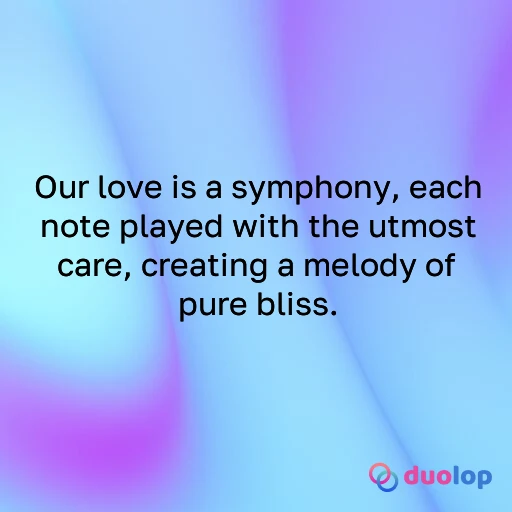 Our love is a symphony, each
note played with the utmost
care, creating a melody of
pure bliss.
duolop